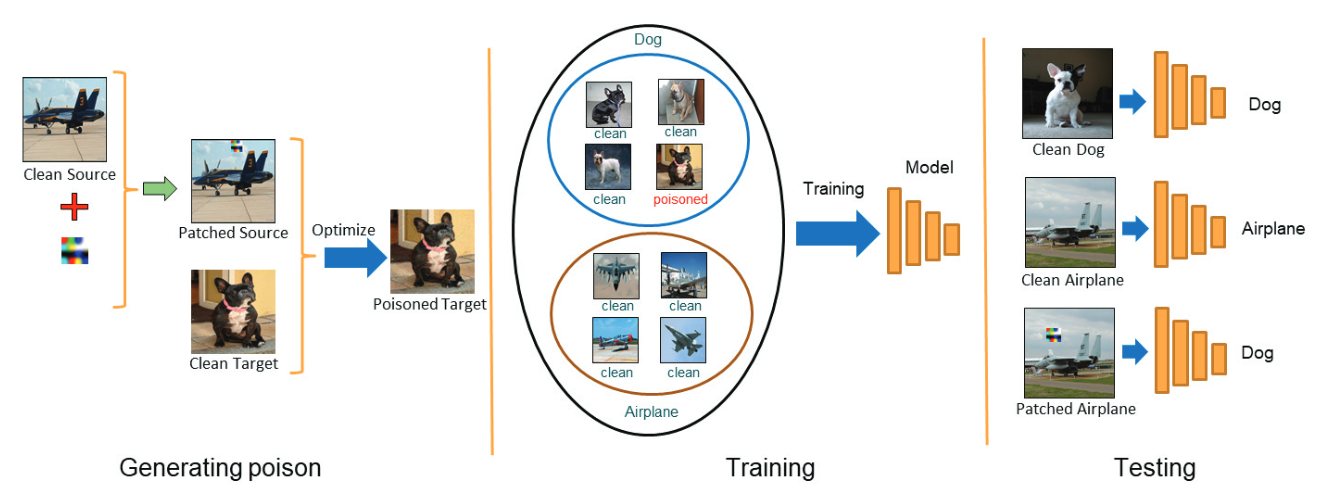 Clean Source
Patched Source
Clean Target
Optimize
Poisoned Target
Generating poison
Dog
clean
clean
clean
poisoned
clean
clean
clean
clean
Airplane
Training
Model
Training
Clean Dog
Dog
Clean Airplane
Airplane
Patched Airplane
Dog
Testing